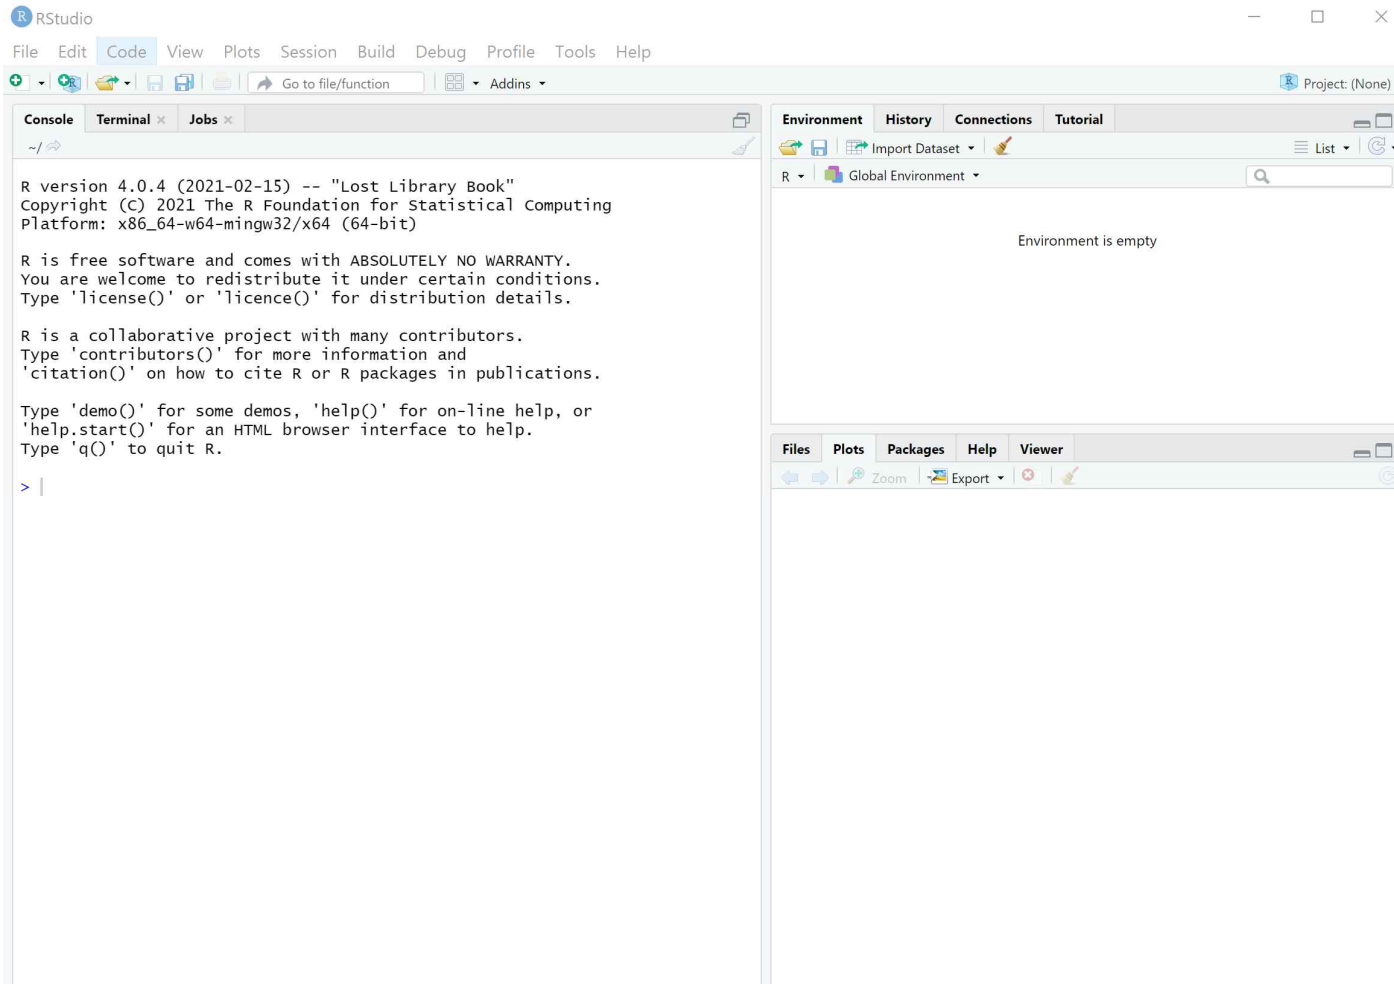 RStudio
File Edit Code View Plots Session Build Debug Profile Tools Help
Go to file/function Addins Project: (None)
Console Terminal Jobs
~/
R version 4.0.4 (2021-02-15) -- "Lost Library Book"
Copyright (C) 2021 The R Foundation for Statistical Computing
Platform: x86_64-w64-mingw32/x64 (64-bit)
R is free software and comes with ABSOLUTELY NO WARRANTY.
You are welcome to redistribute it under certain conditions.
Type 'license()' or 'licence()' for distribution details.
R is a collaborative project with many contributors.
Type 'contributors()' for more information and
'citation()' on how to cite R or R packages in publications.
Type 'demo()' for some demos, 'help()' for on-line help, or
'help.start()' for an HTML browser interface to help.
Type 'q()' to quit R.
>
Environment History Connections Tutorial
Import Dataset List
R Global Environment
Environment is empty
Files Plots Packages Help Viewer
Zoom Export